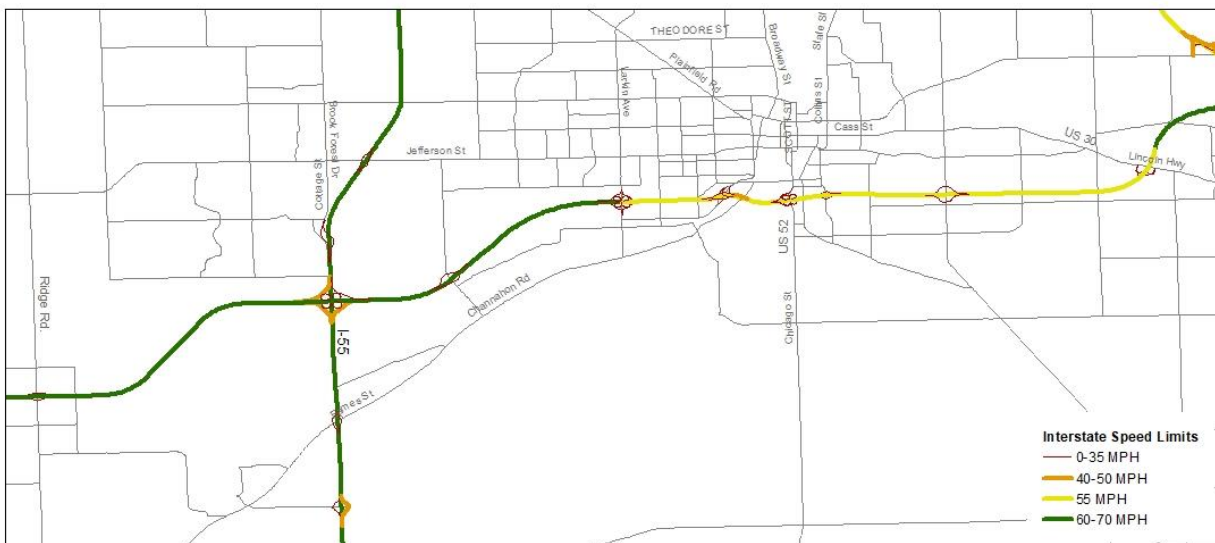 THEODORE ST
Broadway St
State St
Plainfield Rd
Larkin Ave
Collins St
SCOTT ST
Brook Forest Dr
Cass St
US 30
Jefferson St
Lincoln Hwy
Cottage St
US 52
Ridge Rd.
Channahon Rd
Chicago St
I-55
Eames St
Interstate Speed Limits
0-35 MPH
40-50 MPH
55 MPH
60-70 MPH